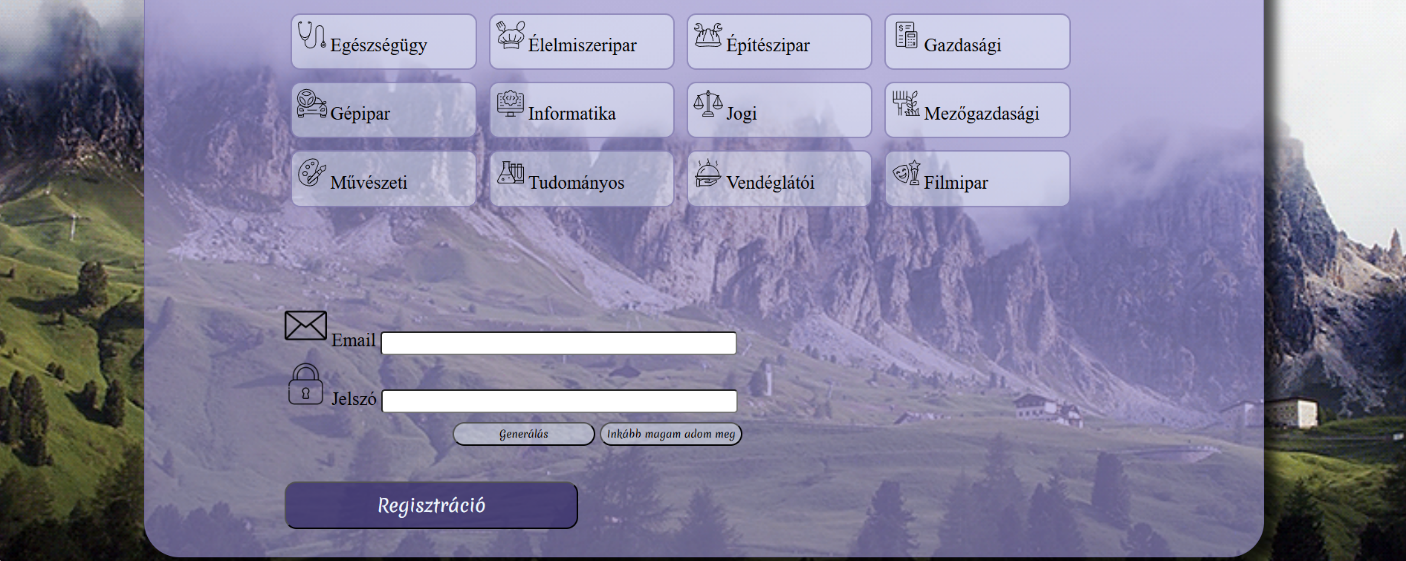 Egészségügy
Élelmiszeripar
Építészipar
Gazdasági
Gépipar
Informatika
Jogi
Mezőgazdasági
Művészeti
Tudományos
Vendéglátói
Filmipar
Email
Jelszó
Generálás
Inkább magam adom meg
Regisztráció